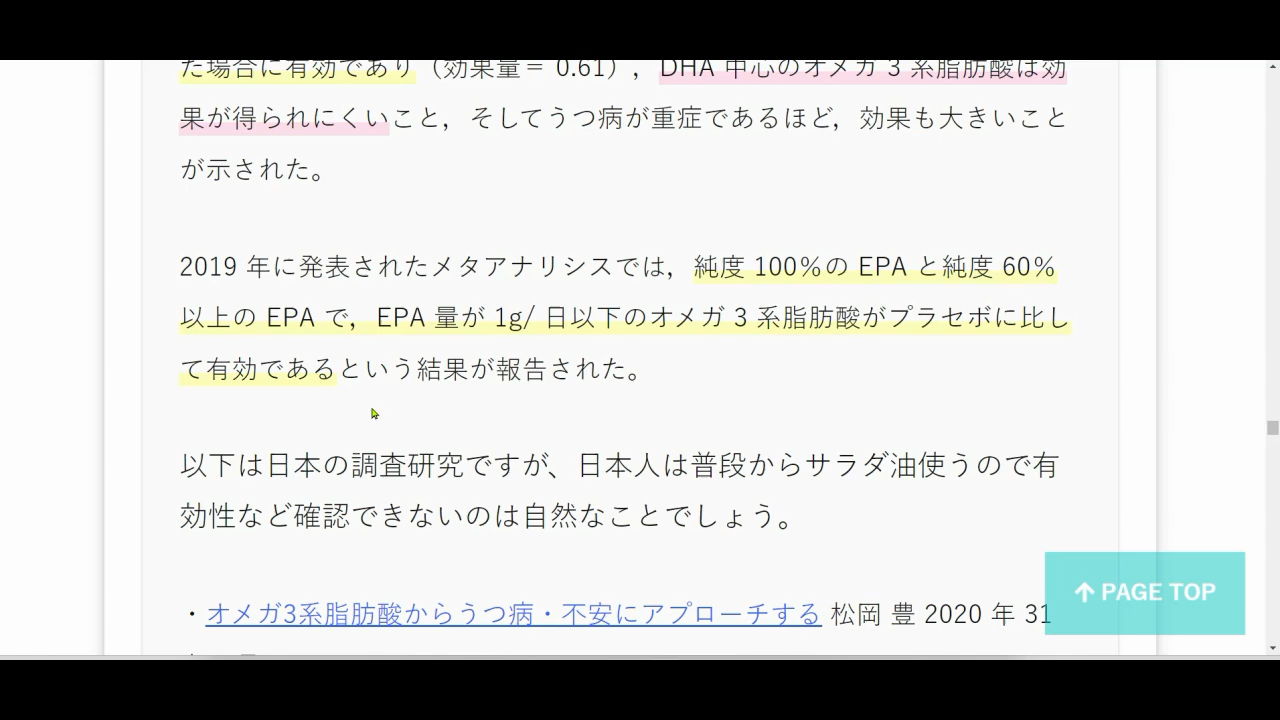 た場合に有効であり（効果量＝ 0.61），DHA 中心のオメガ 3 系脂肪酸は効
果が得られにくいこと，そしてうつ病が重症であるほど，効果も大きいこと
が示された。
2019 年に発表されたメタアナリシスでは，純度 100％の EPA と純度 60％
以上の EPA で，EPA 量が 1g/ 日以下のオメガ 3 系脂肪酸がプラセボに比し
て有効であるという結果が報告された。
以下は日本の調査研究ですが、日本人は普段からサラダ油使うので有
効性など確認できないのは自然なことでしょう。
・オメガ3系脂肪酸からうつ病・不安にアプローチする 松岡 豊 2020 年 31
↑ PAGE TOP